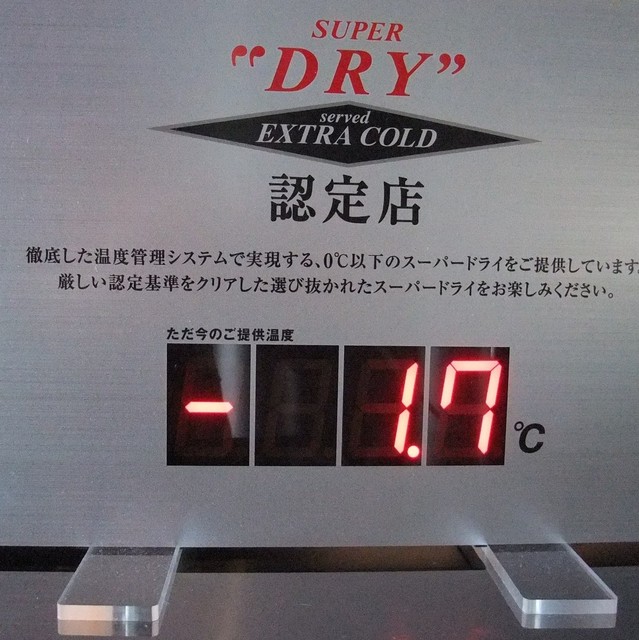 SUPER
"DRY"
served
EXTRA COLD
認定店
徹底した温度管理システムで実現する、0℃以下のスーパードライをご提供しています
厳しい認定基準をクリアした選び抜かれたスーパードライをお楽しみください。
ただ今のご提供温度
-1.7 ℃